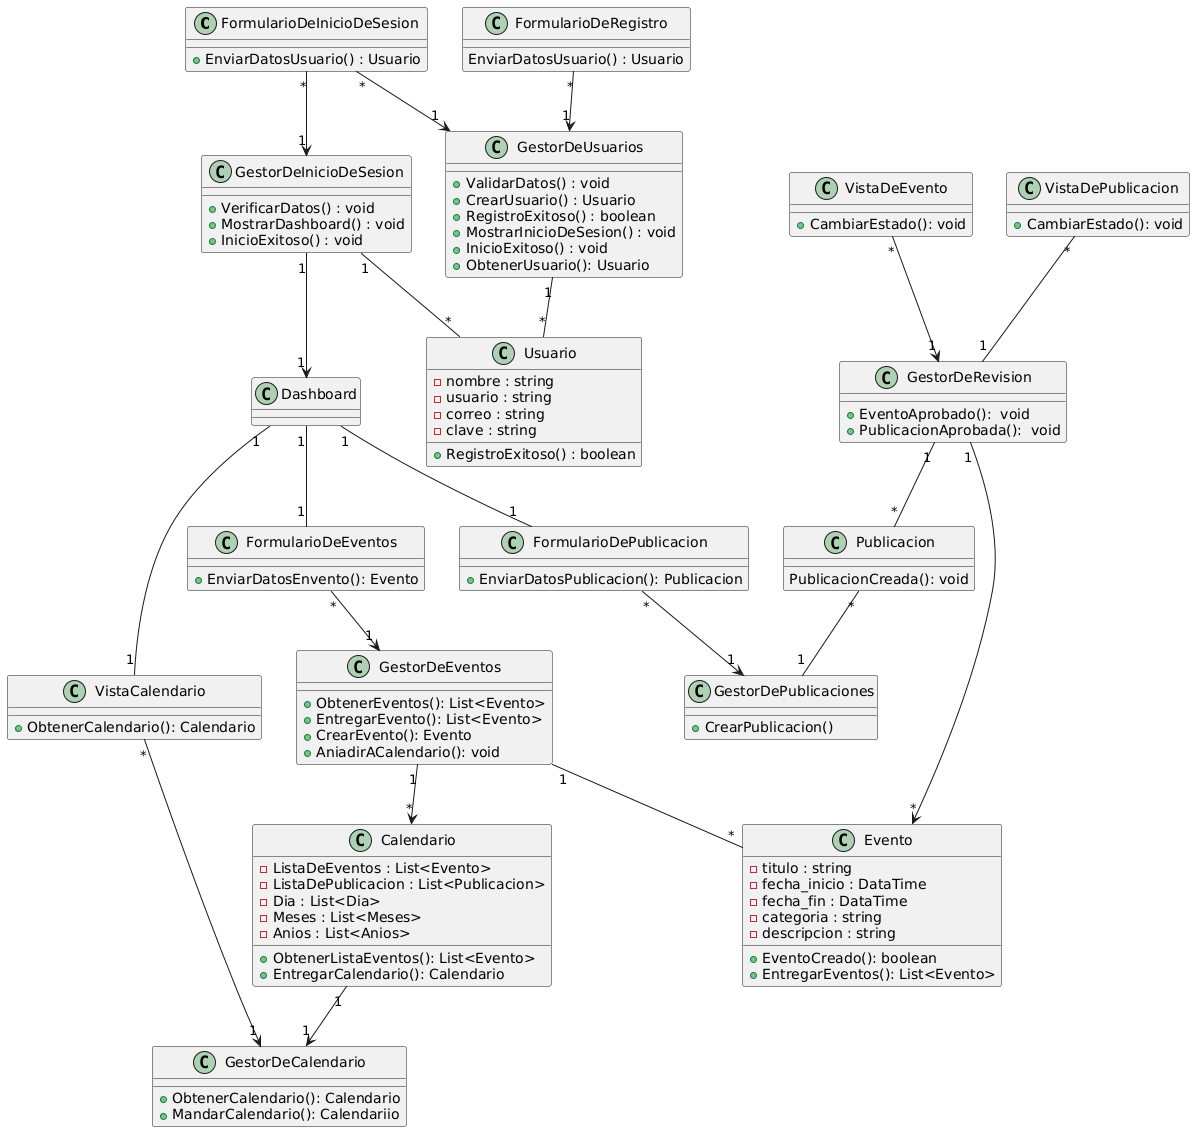 C FormularioDeInicioDeSesion
EnviarDatosUsuario() : Usuario
C FormularioDeRegistro
EnviarDatosUsuario() : Usuario
* * *
1 1 1
C GestorDeInicioDeSesion
VerificarDatos() : void
MostrarDashboard() : void
InicioExitoso() : void
C GestorDeUsuarios
ValidarDatos() : void
CrearUsuario() : Usuario
RegistroExitoso() : boolean
MostrarInicioDeSesion() : void
InicioExitoso() : void
ObtenerUsuario(): Usuario
C VistaDeEvento
CambiarEstado(): void
C VistaDePublicacion
CambiarEstado(): void
1 1 1 * *
1 * * 1 1
C Dashboard
C Usuario
nombre : string
usuario : string
correo : string
clave : string
RegistroExitoso() : boolean
C GestorDeRevision
EventoAprobado():  void
PublicacionAprobada():  void
1 1 1 1 1
1 1 *
C FormularioDeEventos
EnviarDatosEnvento(): Evento
C FormularioDePublicacion
EnviarDatosPublicacion(): Publicacion
C Publicacion
PublicacionCreada(): void
* * *
1 1 1 1
C VistaCalendario
ObtenerCalendario(): Calendario
C GestorDeEventos
ObtenerEventos(): List<Evento>
EntregarEvento(): List<Evento>
CrearEvento(): Evento
AniadirACalendario(): void
C GestorDePublicaciones
CrearPublicacion()
* 1 1
* * *
C Calendario
ListaDeEventos : List<Evento>
ListaDePublicacion : List<Publicacion>
Dia : List<Dia>
Meses : List<Meses>
Anios : List<Anios>
ObtenerListaEventos(): List<Evento>
EntregarCalendario(): Calendario
C Evento
titulo : string
fecha_inicio : DataTime
fecha_fin : DataTime
categoria : string
descripcion : string
EventoCreado(): boolean
EntregarEventos(): List<Evento>
1
1 1
C GestorDeCalendario
ObtenerCalendario(): Calendario
MandarCalendario(): Calendariio